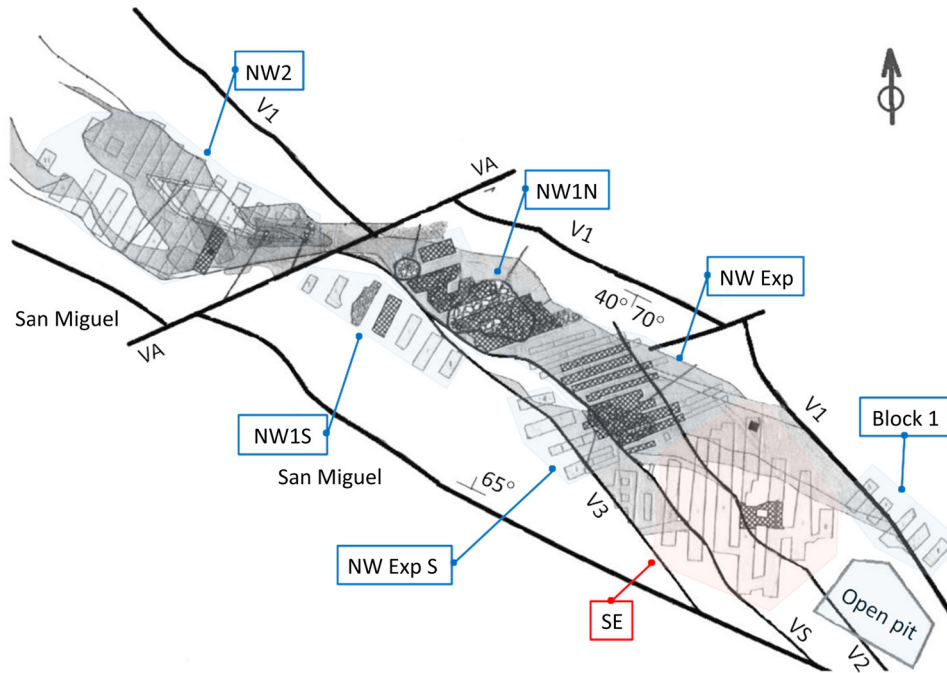 NW2
V1
VA
NW1N
V1
NW Exp
40° 70°
San Miguel
VA
V1
Block 1
NW1S
San Miguel
65°
V3
NW Exp S
SE
Open pit
VS
V2